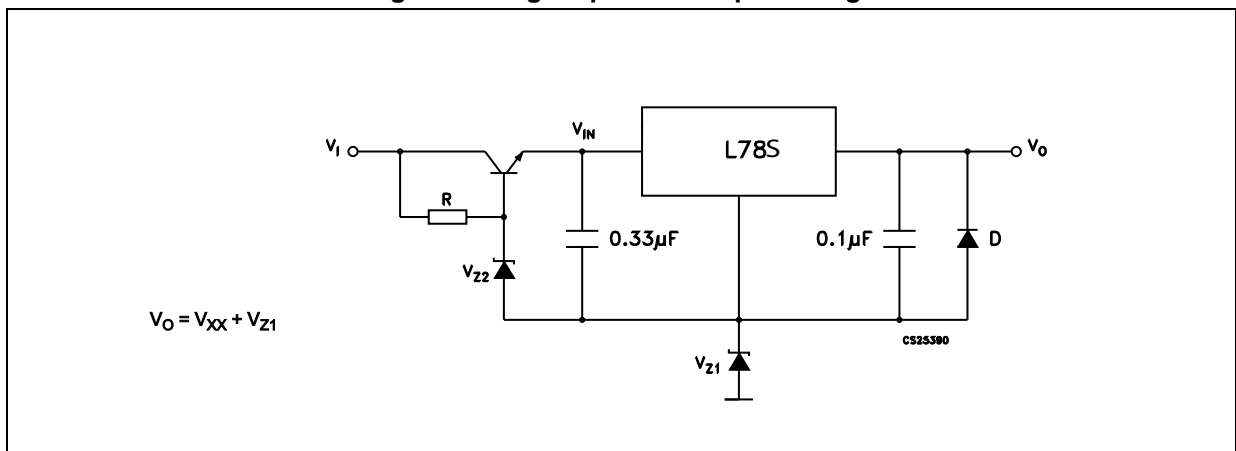 V_I
V_IN
L78S
V_O
R
0.33µF
0.1µF
D
V_Z2
V_O = V_XX + V_Z1
CS25390
V_Z1